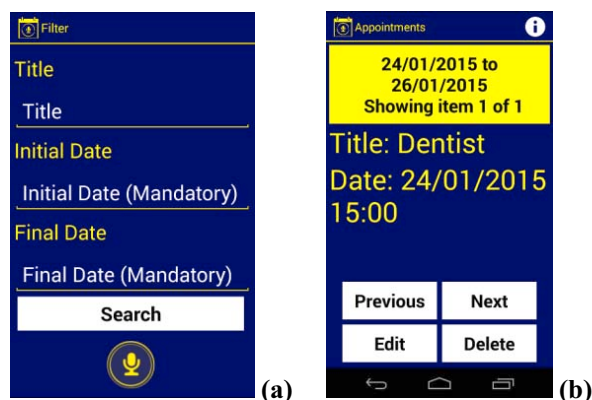 Filter
Title
Title
Initial Date
Initial Date (Mandatory)
Final Date
Final Date (Mandatory)
Search
(a)
Appointments
24/01/2015 to
26/01
/2015
Showing item 1 of 1
Title: Dentist
Date: 24/01/2015
15:00
Previous Next
Edit Delete
(b)